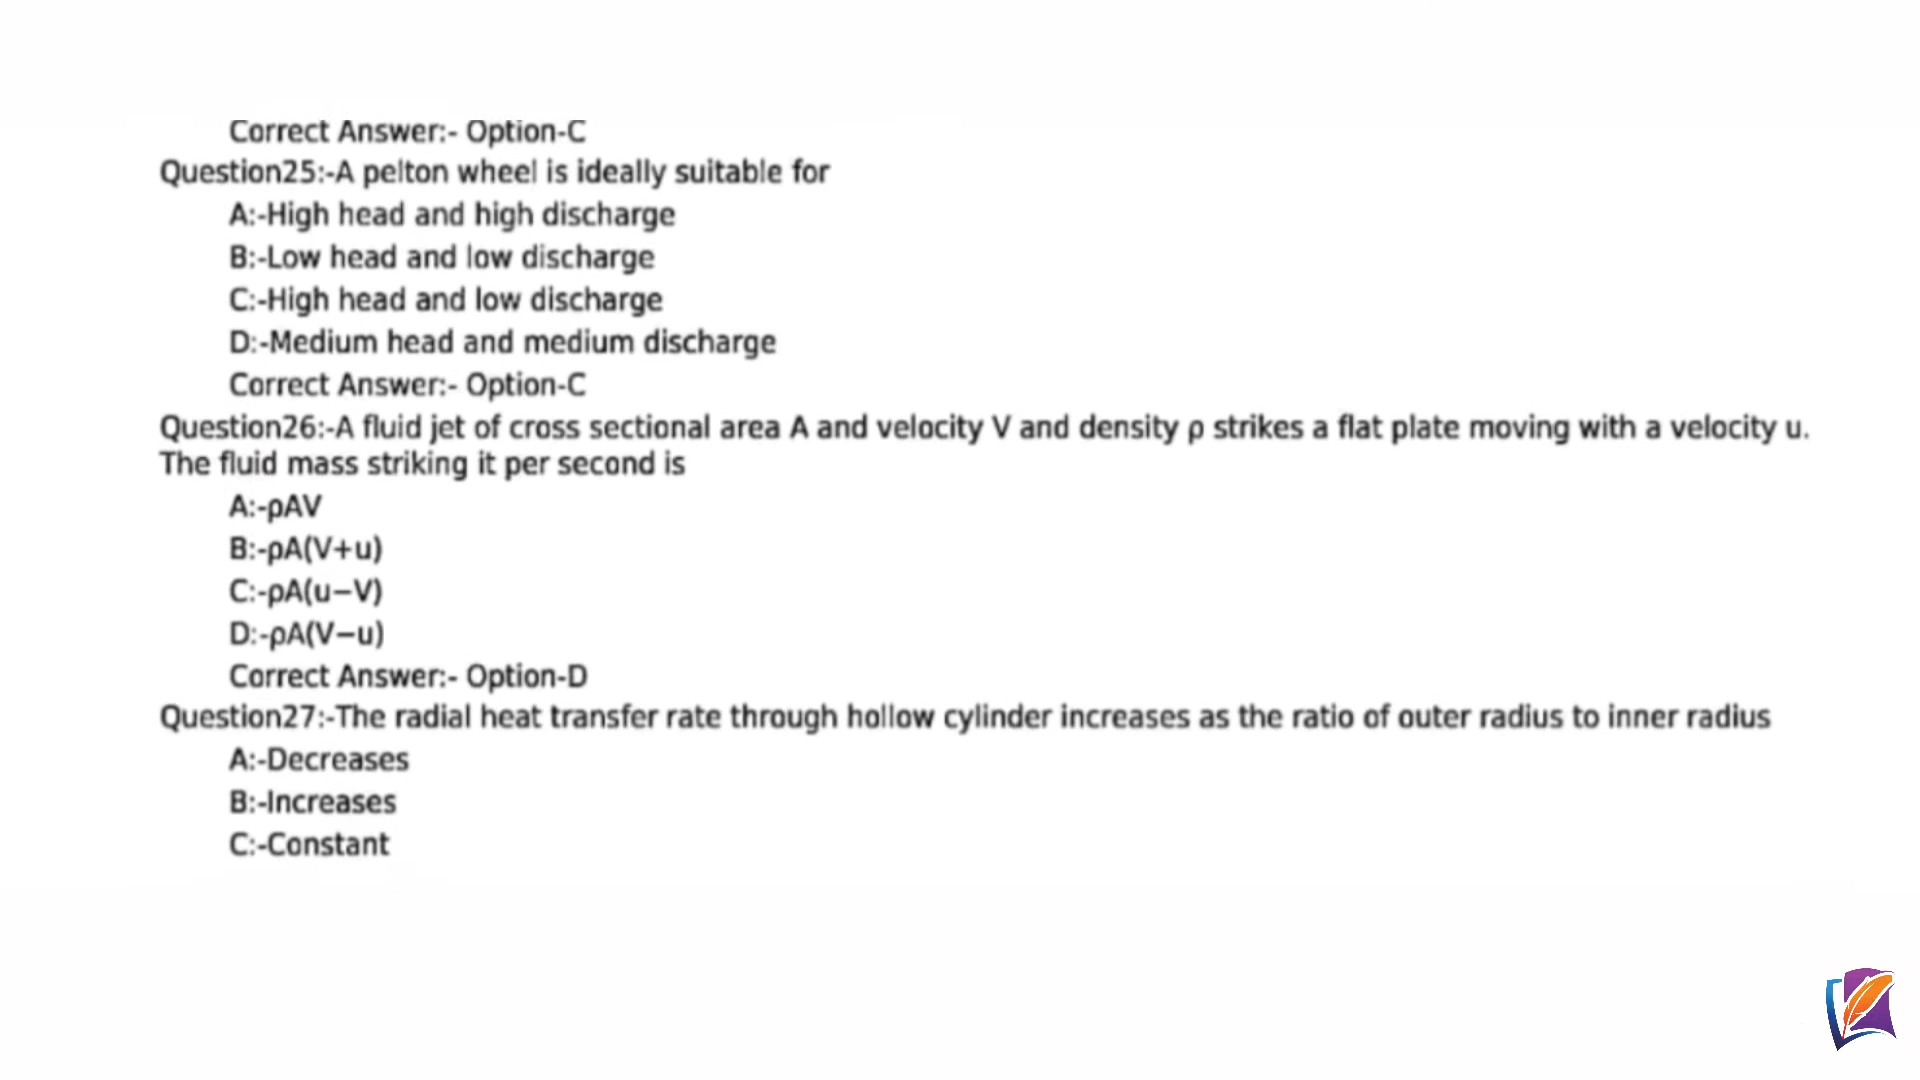 Correct Answer:- Option-C
Question25:-A pelton wheel is ideally suitable for
A:-High head and high discharge
B:-Low head and low discharge
C:-High head and low discharge
D:-Medium head and medium discharge
Correct Answer:- Option-C
Question26:-A fluid jet of cross sectional area A and velocity V and density ρ strikes a flat plate moving with a velocity u.
The fluid mass striking it per second is
A:-ρAV
B:-ρA(V+u)
C:-ρA(u−V)
D:-ρA(V−u)
Correct Answer:- Option-D
Question27:-The radial heat transfer rate through hollow cylinder increases as the ratio of outer radius to inner radius
A:-Decreases
B:-Increases
C:-Constant